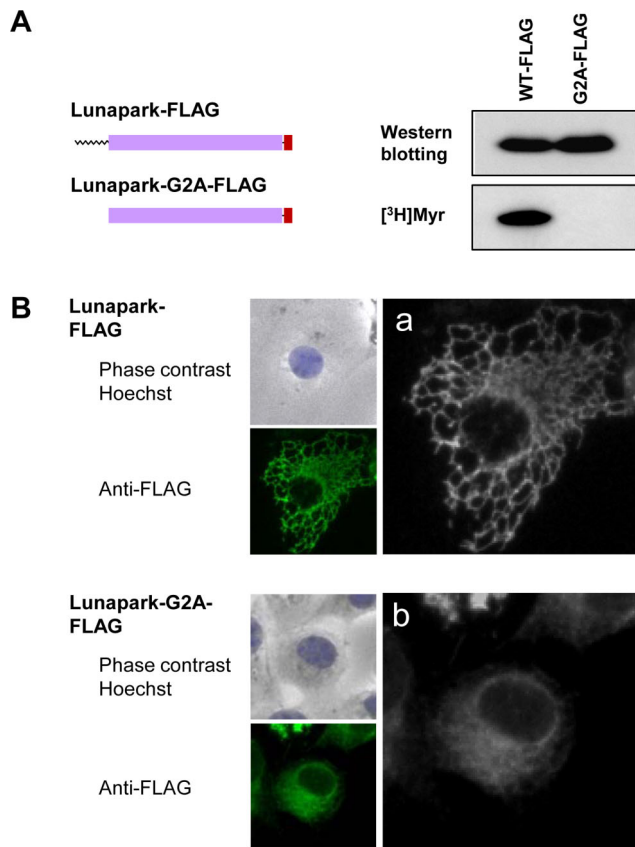 A
WT-FLAG
G2A-FLAG
Lunapark-FLAG
Western
blotting
Lunapark-G2A-FLAG
[³H]Myr
B
Lunapark-
FLAG
Phase contrast
Hoechst
Anti-FLAG
a
Lunapark-G2A-
FLAG
Phase contrast
Hoechst
Anti-FLAG
b